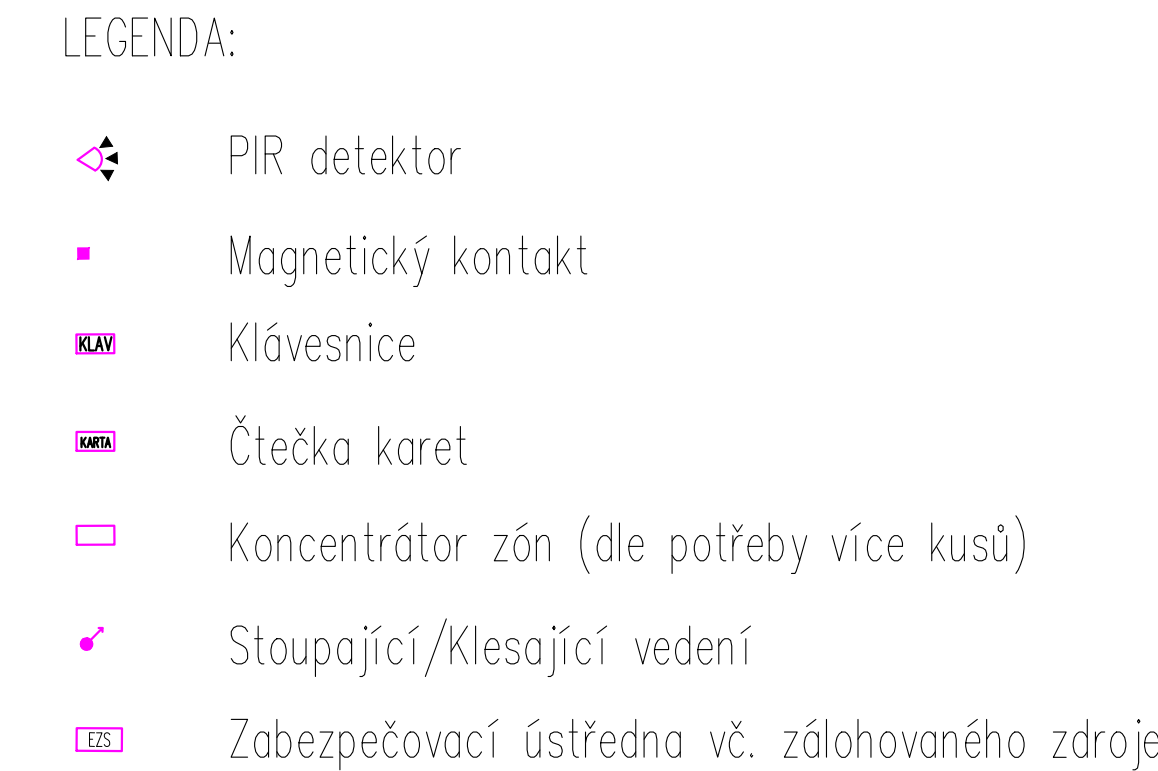 LEGENDA:
PIR detektor
Magnetický kontakt
KLAV Klávesnice
KARTA Čtečka karet
Koncentrátor zón (dle potřeby více kusů)
Stoupající/Klesající vedení
EZS Zabezpečovací ústředna vč. zálohovaného zdroje